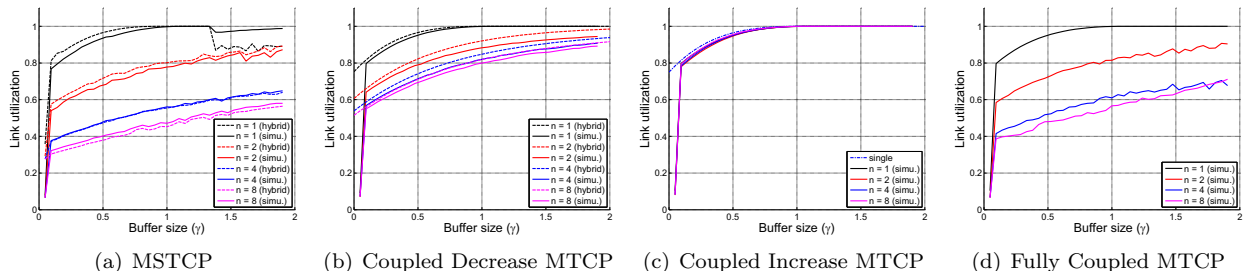 Link utilization
1
0.8
0.6
0.4
0.2
0
0
0.5
1
1.5
2
Buffer size (γ)
n = 1 (hybrid)
n = 1 (simu.)
n = 2 (hybrid)
n = 2 (simu.)
n = 4 (hybrid)
n = 4 (simu.)
n = 8 (hybrid)
n = 8 (simu.)
(a) MSTCP
Link utilization
1
0.8
0.6
0.4
0.2
0
0
0.5
1
1.5
2
Buffer size (γ)
n = 1 (hybrid)
n = 1 (simu.)
n = 2 (hybrid)
n = 2 (simu.)
n = 4 (hybrid)
n = 4 (simu.)
n = 8 (hybrid)
n = 8 (simu.)
(b) Coupled Decrease MTCP
Link utilization
1
0.8
0.6
0.4
0.2
0
0
0.5
1
1.5
2
Buffer size (γ)
single
n = 1 (simu.)
n = 2 (simu.)
n = 4 (simu.)
n = 8 (simu.)
(c) Coupled Increase MTCP
Link utilization
1
0.8
0.6
0.4
0.2
0
0
0.5
1
1.5
2
Buffer size (γ)
n = 1 (simu.)
n = 2 (simu.)
n = 4 (simu.)
n = 8 (simu.)
(d) Fully Coupled MTCP